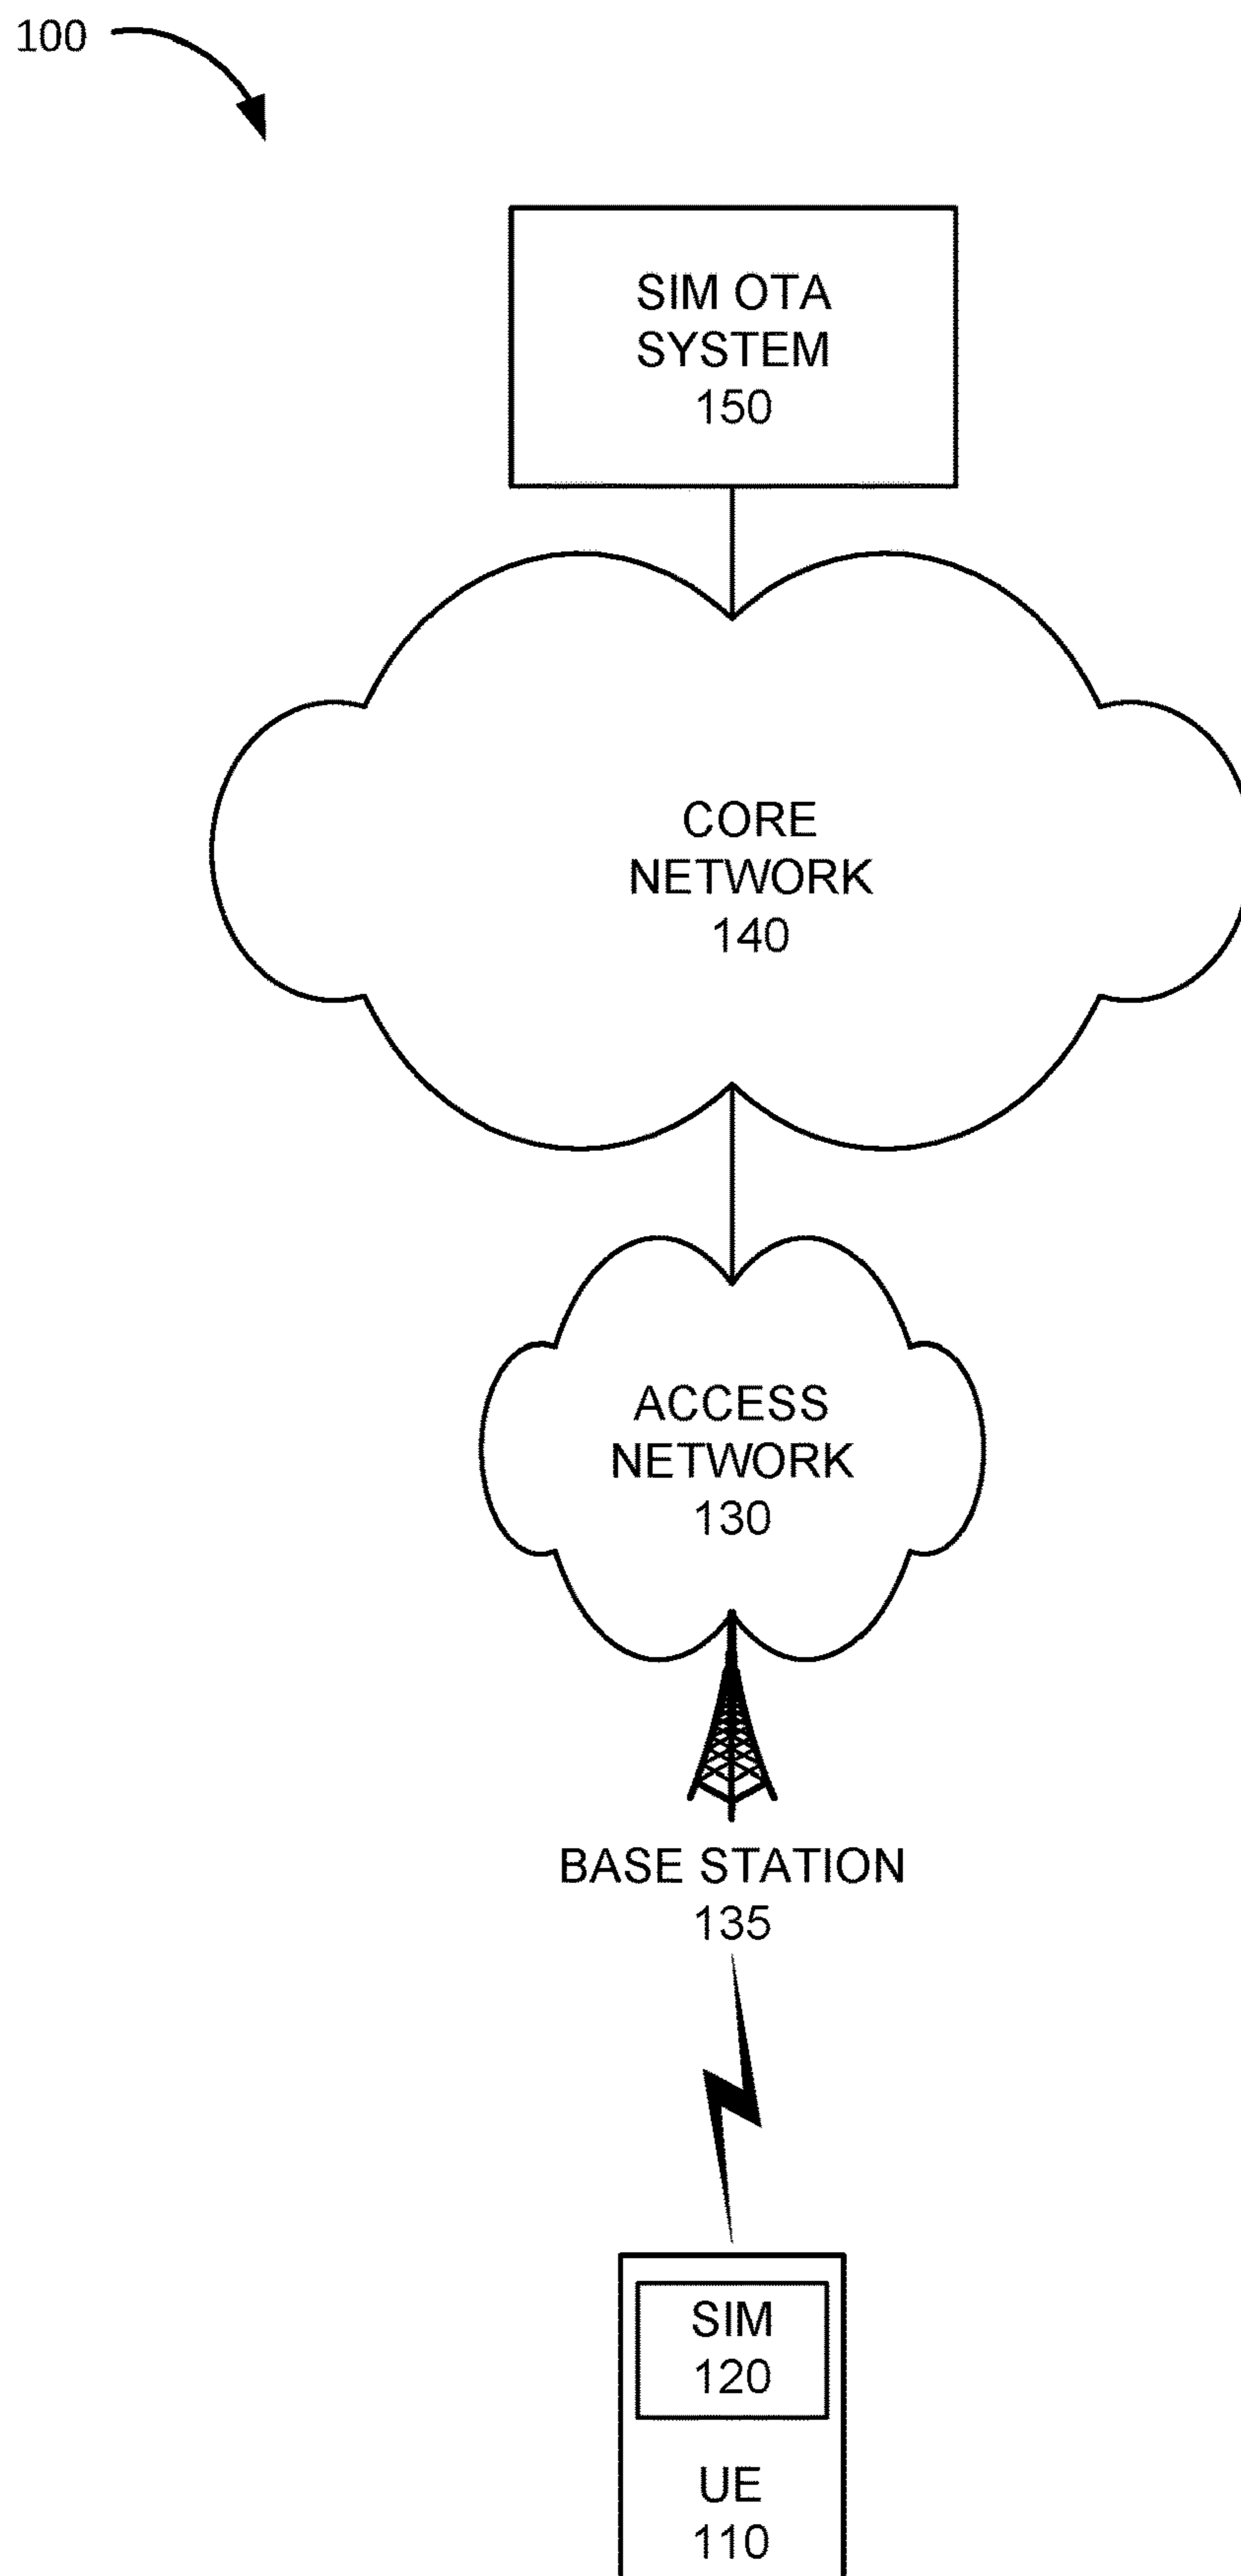 100
SIM OTA
SYSTEM
150
CORE
NETWORK
140
ACCESS
NETWORK
130
BASE STATION
135
SIM
120
UE
110